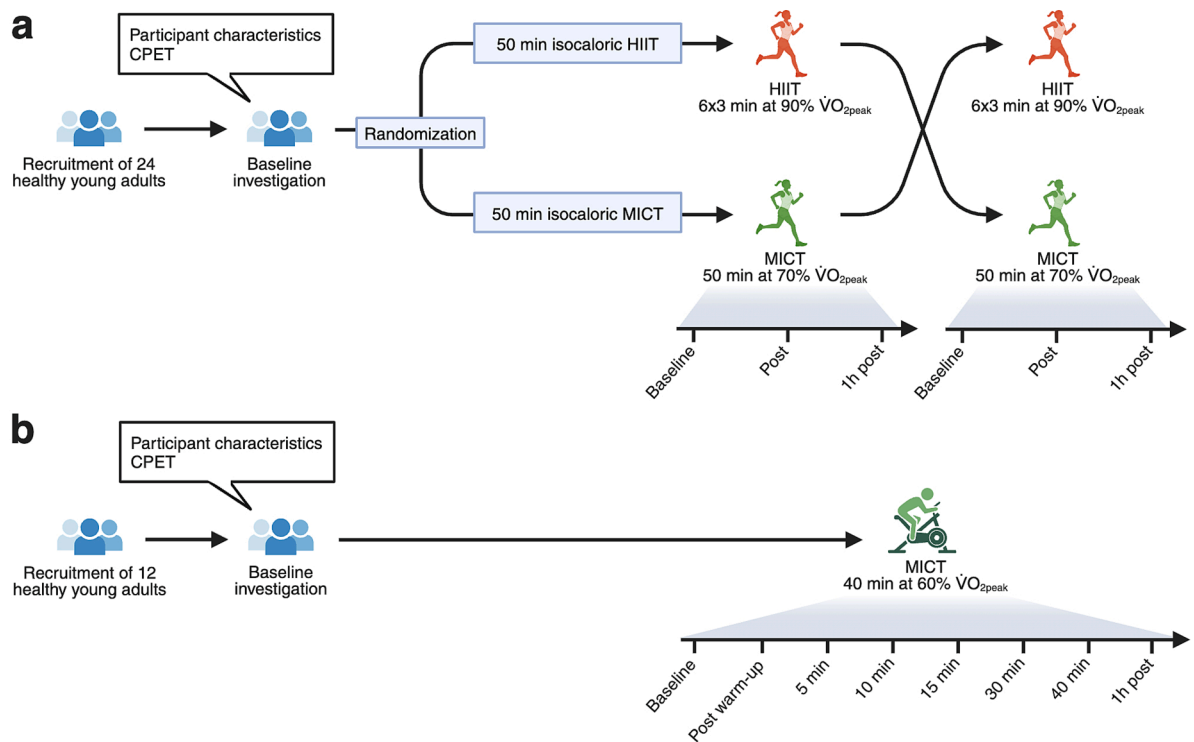 a
Participant characteristics
CPET
Recruitment of 24
healthy young adults
Baseline
investigation
Randomization
50 min isocaloric HIIT
50 min isocaloric MICT
HIIT
6x3 min at 90% V̇O2peak
HIIT
6x3 min at 90% V̇O2peak
MICT
50 min at 70% V̇O2peak
MICT
50 min at 70% V̇O2peak
Baseline
Post
1h post
Baseline
Post
1h post
b
Participant characteristics
CPET
Recruitment of 12
healthy young adults
Baseline
investigation
MICT
40 min at 60% V̇O2peak
Baseline
Post warm-up
5 min
10 min
15 min
30 min
40 min
1h post